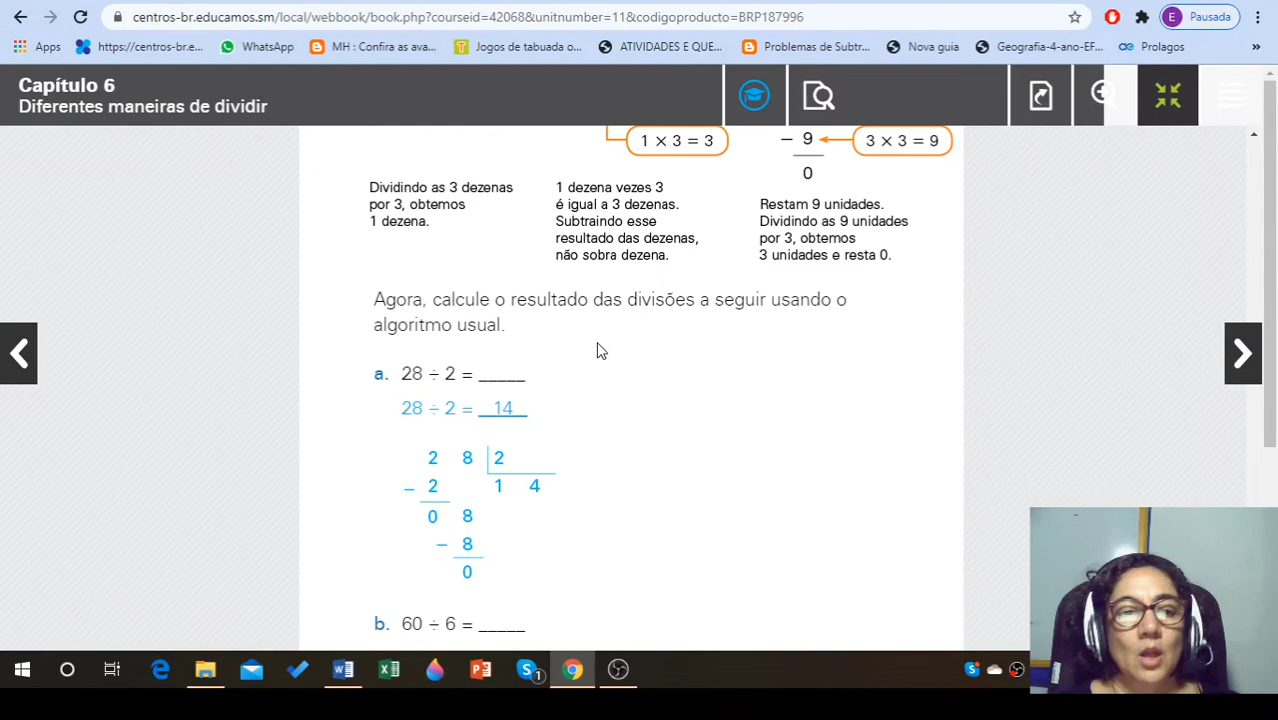 centros-br.educamos.sm/local/webbook/book.php?courseid=42068&unitnumber=11&codigoproducto=BRP187996
E Pausada
Apps https://centros-br.e... WhatsApp MH : Confira as ava... Jogos de tabuada o... ATIVIDADES E QUE... Problemas de Subtr... Nova guia Geografia-4-ano-EF... Prolagos »
Capítulo 6
Diferentes maneiras de dividir
1 × 3 = 3
− 9
3 × 3 = 9
0
Dividindo as 3 dezenas
por 3, obtemos
1 dezena.
1 dezena vezes 3
é igual a 3 dezenas.
Subtraindo esse
resultado das dezenas,
não sobra dezena.
Restam 9 unidades.
Dividindo as 9 unidades
por 3, obtemos
3 unidades e resta 0.
Agora, calcule o resultado das divisões a seguir usando o
algoritmo usual.
a. 28 ÷ 2 = _____
28 ÷ 2 = 14
2 8 2
− 2 1 4
0 8
− 8
0
b. 60 ÷ 6 = _____